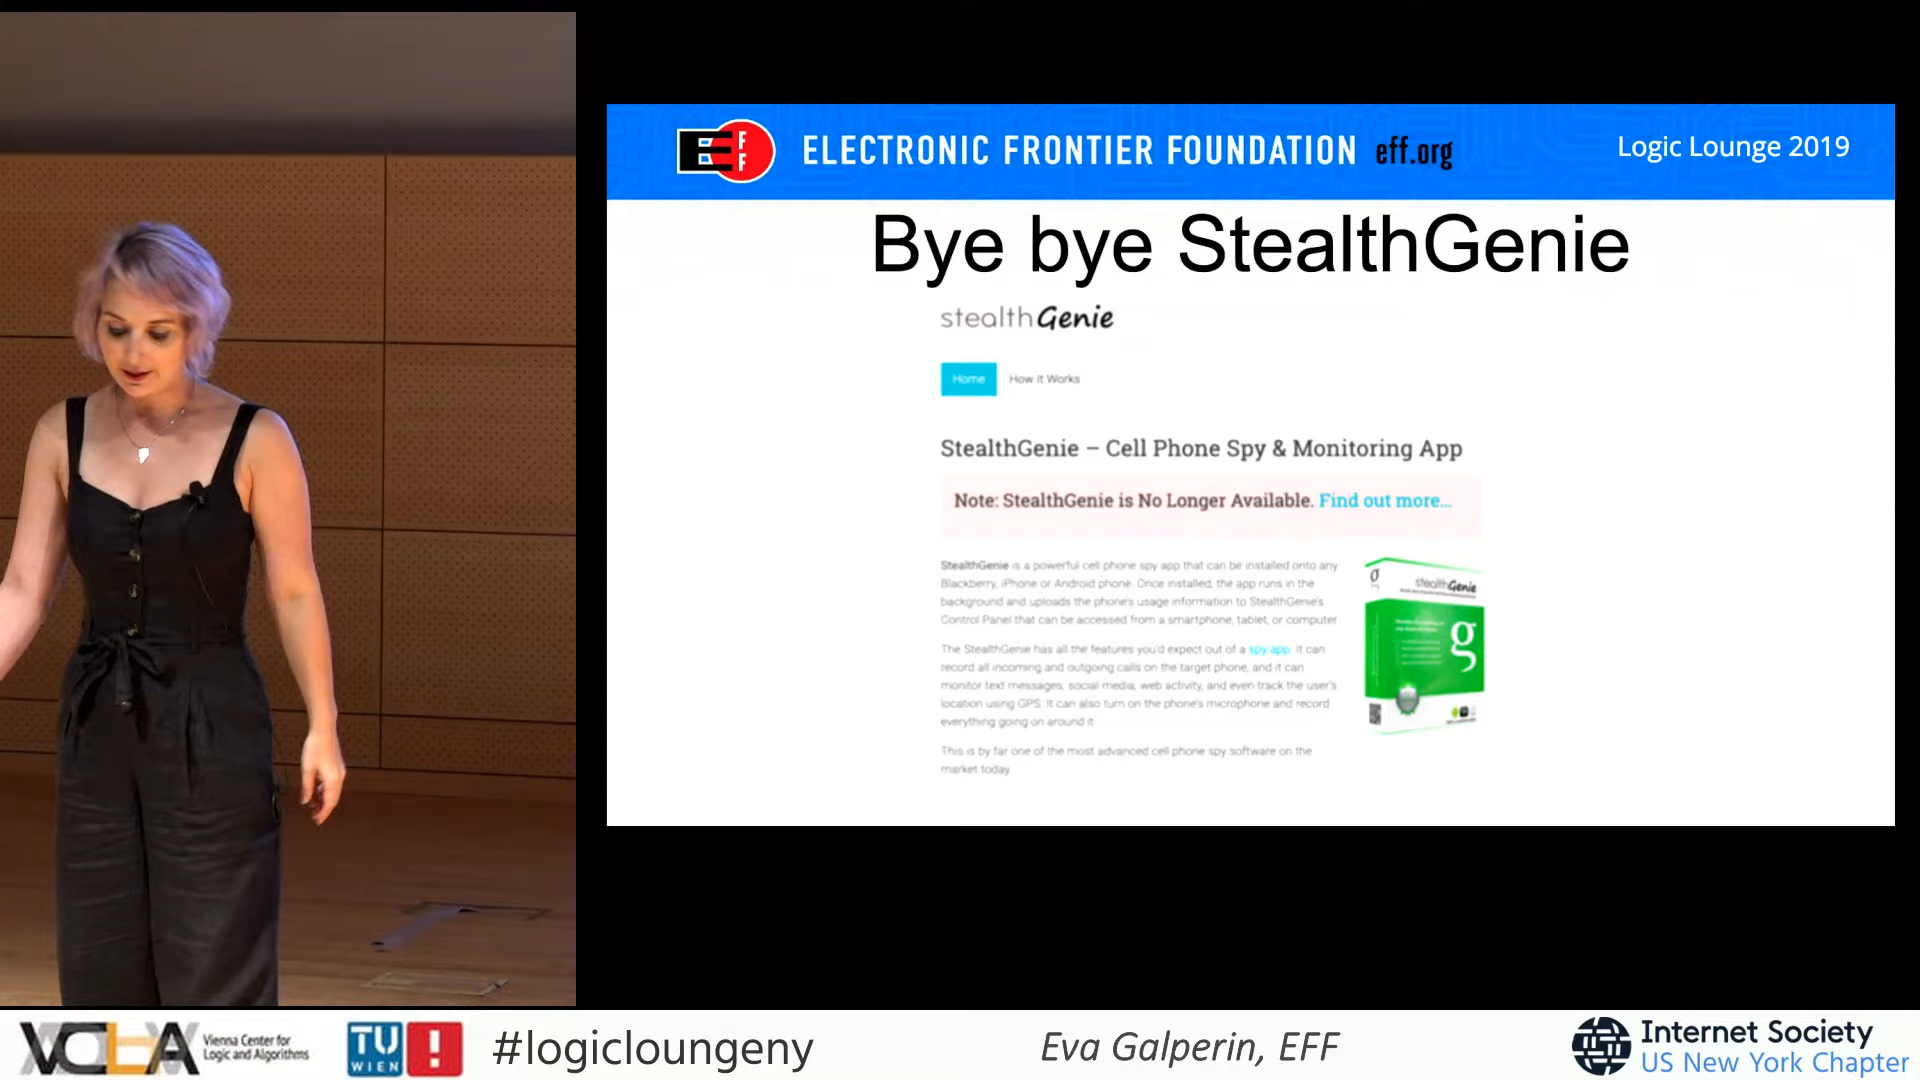 EFF
ELECTRONIC FRONTIER FOUNDATION eff.org
Logic Lounge 2019
Bye bye StealthGenie
stealthGenie
Home How it Works
StealthGenie – Cell Phone Spy & Monitoring App
Note: StealthGenie is No Longer Available. Find out more...
StealthGenie is a powerful cell phone spy app that can be installed onto any
Blackberry, iPhone or Android phone. Once installed, the app runs in the
background and uploads the phone's usage information to StealthGenie's
Control Panel that can be accessed from a smartphone, tablet, or computer
The StealthGenie has all the features you'd expect out of a spy app. It can
record all incoming and outgoing calls on the target phone, and it can
monitor text messages, social media, web activity, and even track the user's
location using GPS. It can also turn on the phone's microphone and record
everything going on around it.
This is by far one of the most advanced cell phone spy software on the
market today
g
stealthGenie
g
VCLA Vienna Center for
Logic and Algorithms
TU
WIEN
!
#logicloungeny
Eva Galperin, EFF
Internet Society
US New York Chapter